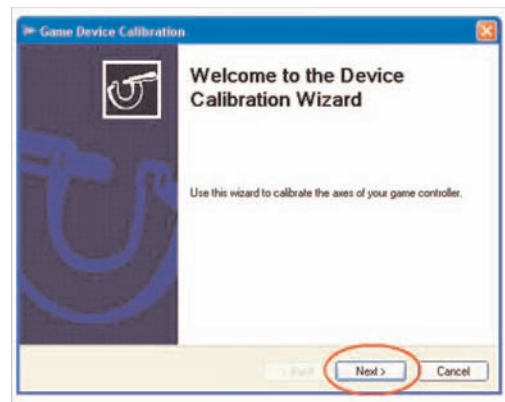 Game Device Calibration
Welcome to the Device
Calibration Wizard
Use this wizard to calibrate the axes of your game controller.
< Back
Next >
Cancel